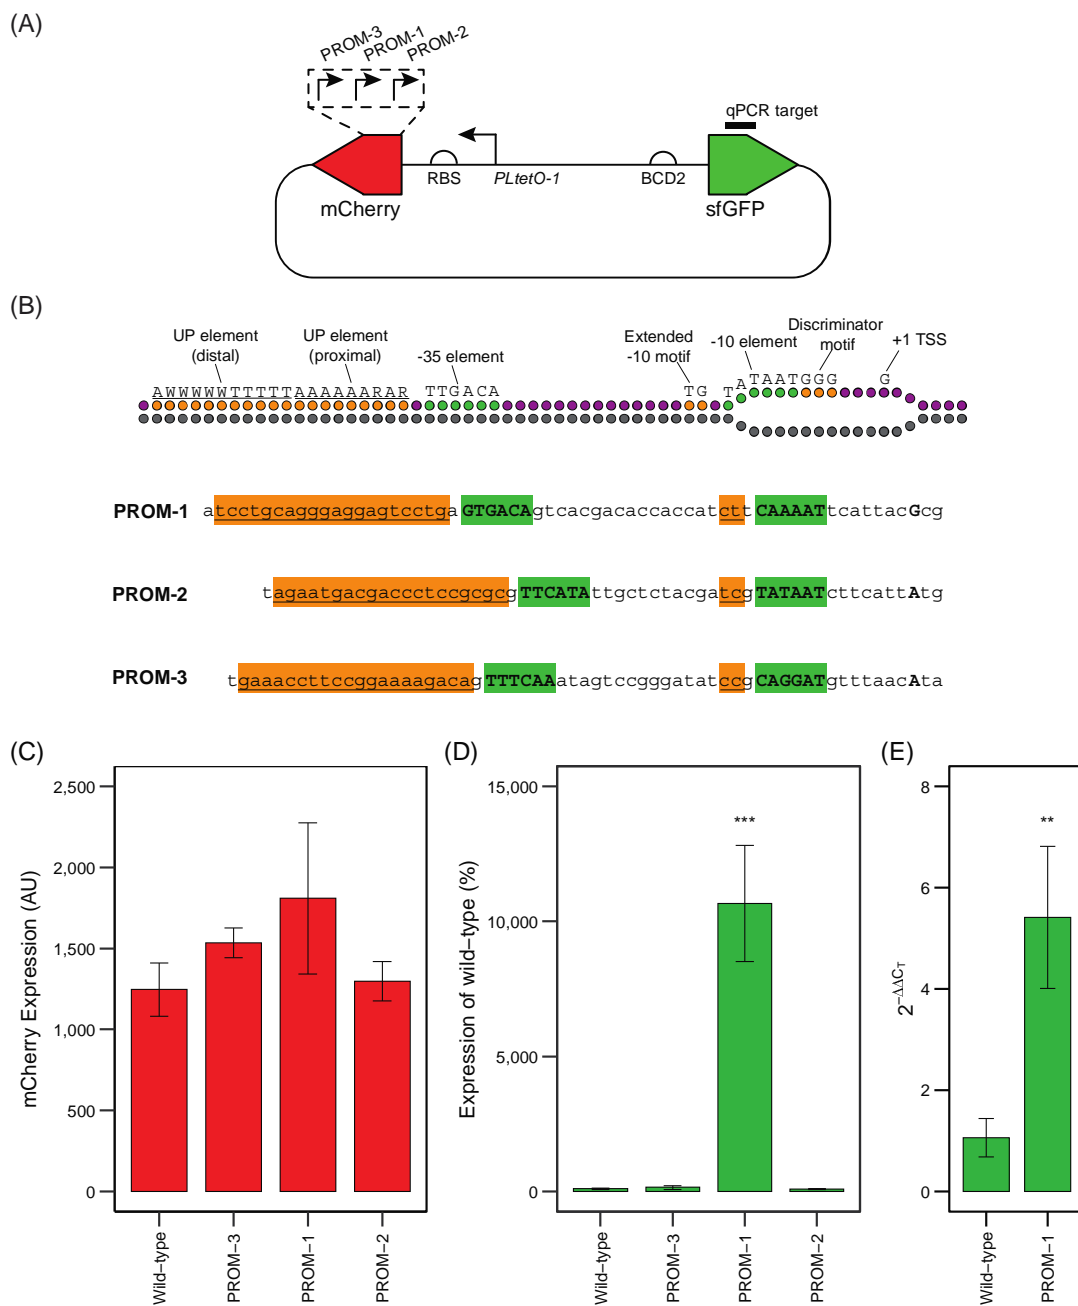 (A)
PROM-3 PROM-1 PROM-2
qPCR target
RBS PLtetO-1 BCD2
mCherry sfGFP
(B)
UP element (distal)
UP element (proximal)
-35 element
Extended -10 motif
-10 element
Discriminator motif
+1 TSS
AWWWWWTTTTTTAAAAAARAR TTGACA TG TATAATGGG G
PROM-1 atcctgcagggaggagtcctgaGTGACAgtcacgacaccaccatcttCAAAATtcattacGcg
PROM-2 tagaatgacgaccctccgcgcgTTCATAttgctctacgatcgTATAATcttcattAtg
PROM-3 tgaaaccttccggaaaagacagTTTCAAatagtccgggatatccgCAGGATgtttaacAta
(C)
mCherry Expression (AU)
2,500
2,000
1,500
1,000
500
0
Wild-type PROM-3 PROM-1 PROM-2
(D)
Expression of wild-type (%)
15,000
10,000
5,000
0
***
Wild-type PROM-3 PROM-1 PROM-2
(E)
2^-ΔΔC_T
8
6
4
2
0
**
Wild-type PROM-1